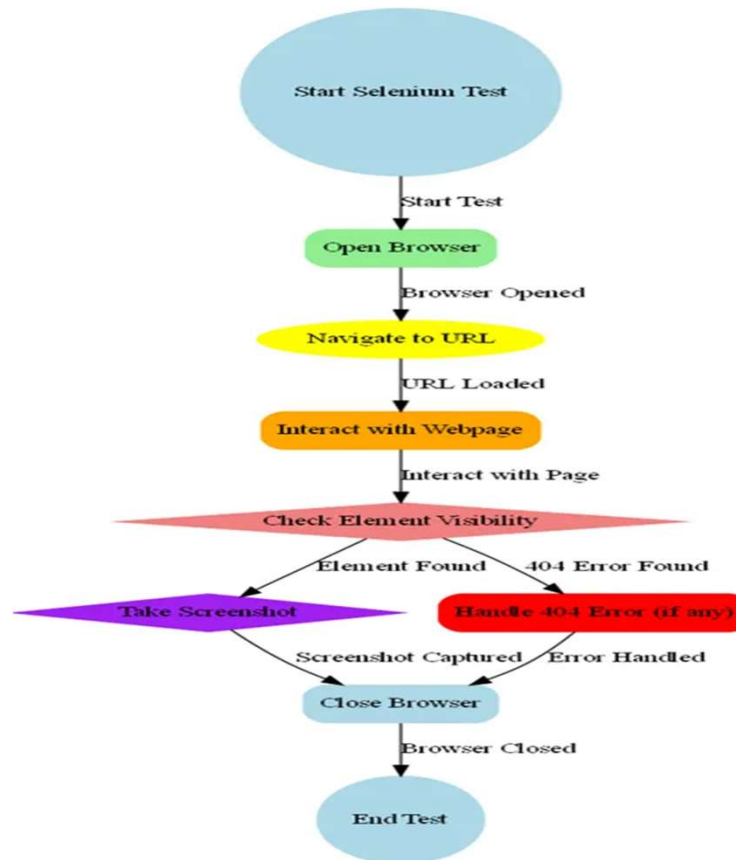 Start Selenium Test
Start Test
Open Browser
Browser Opened
Navigate to URL
URL Loaded
Interact with Webpage
Interact with Page
Check Element Visibility
Element Found
404 Error Found
Take Screenshot
Handle 404 Error (if any)
Screenshot Captured
Error Handled
Close Browser
Browser Closed
End Test